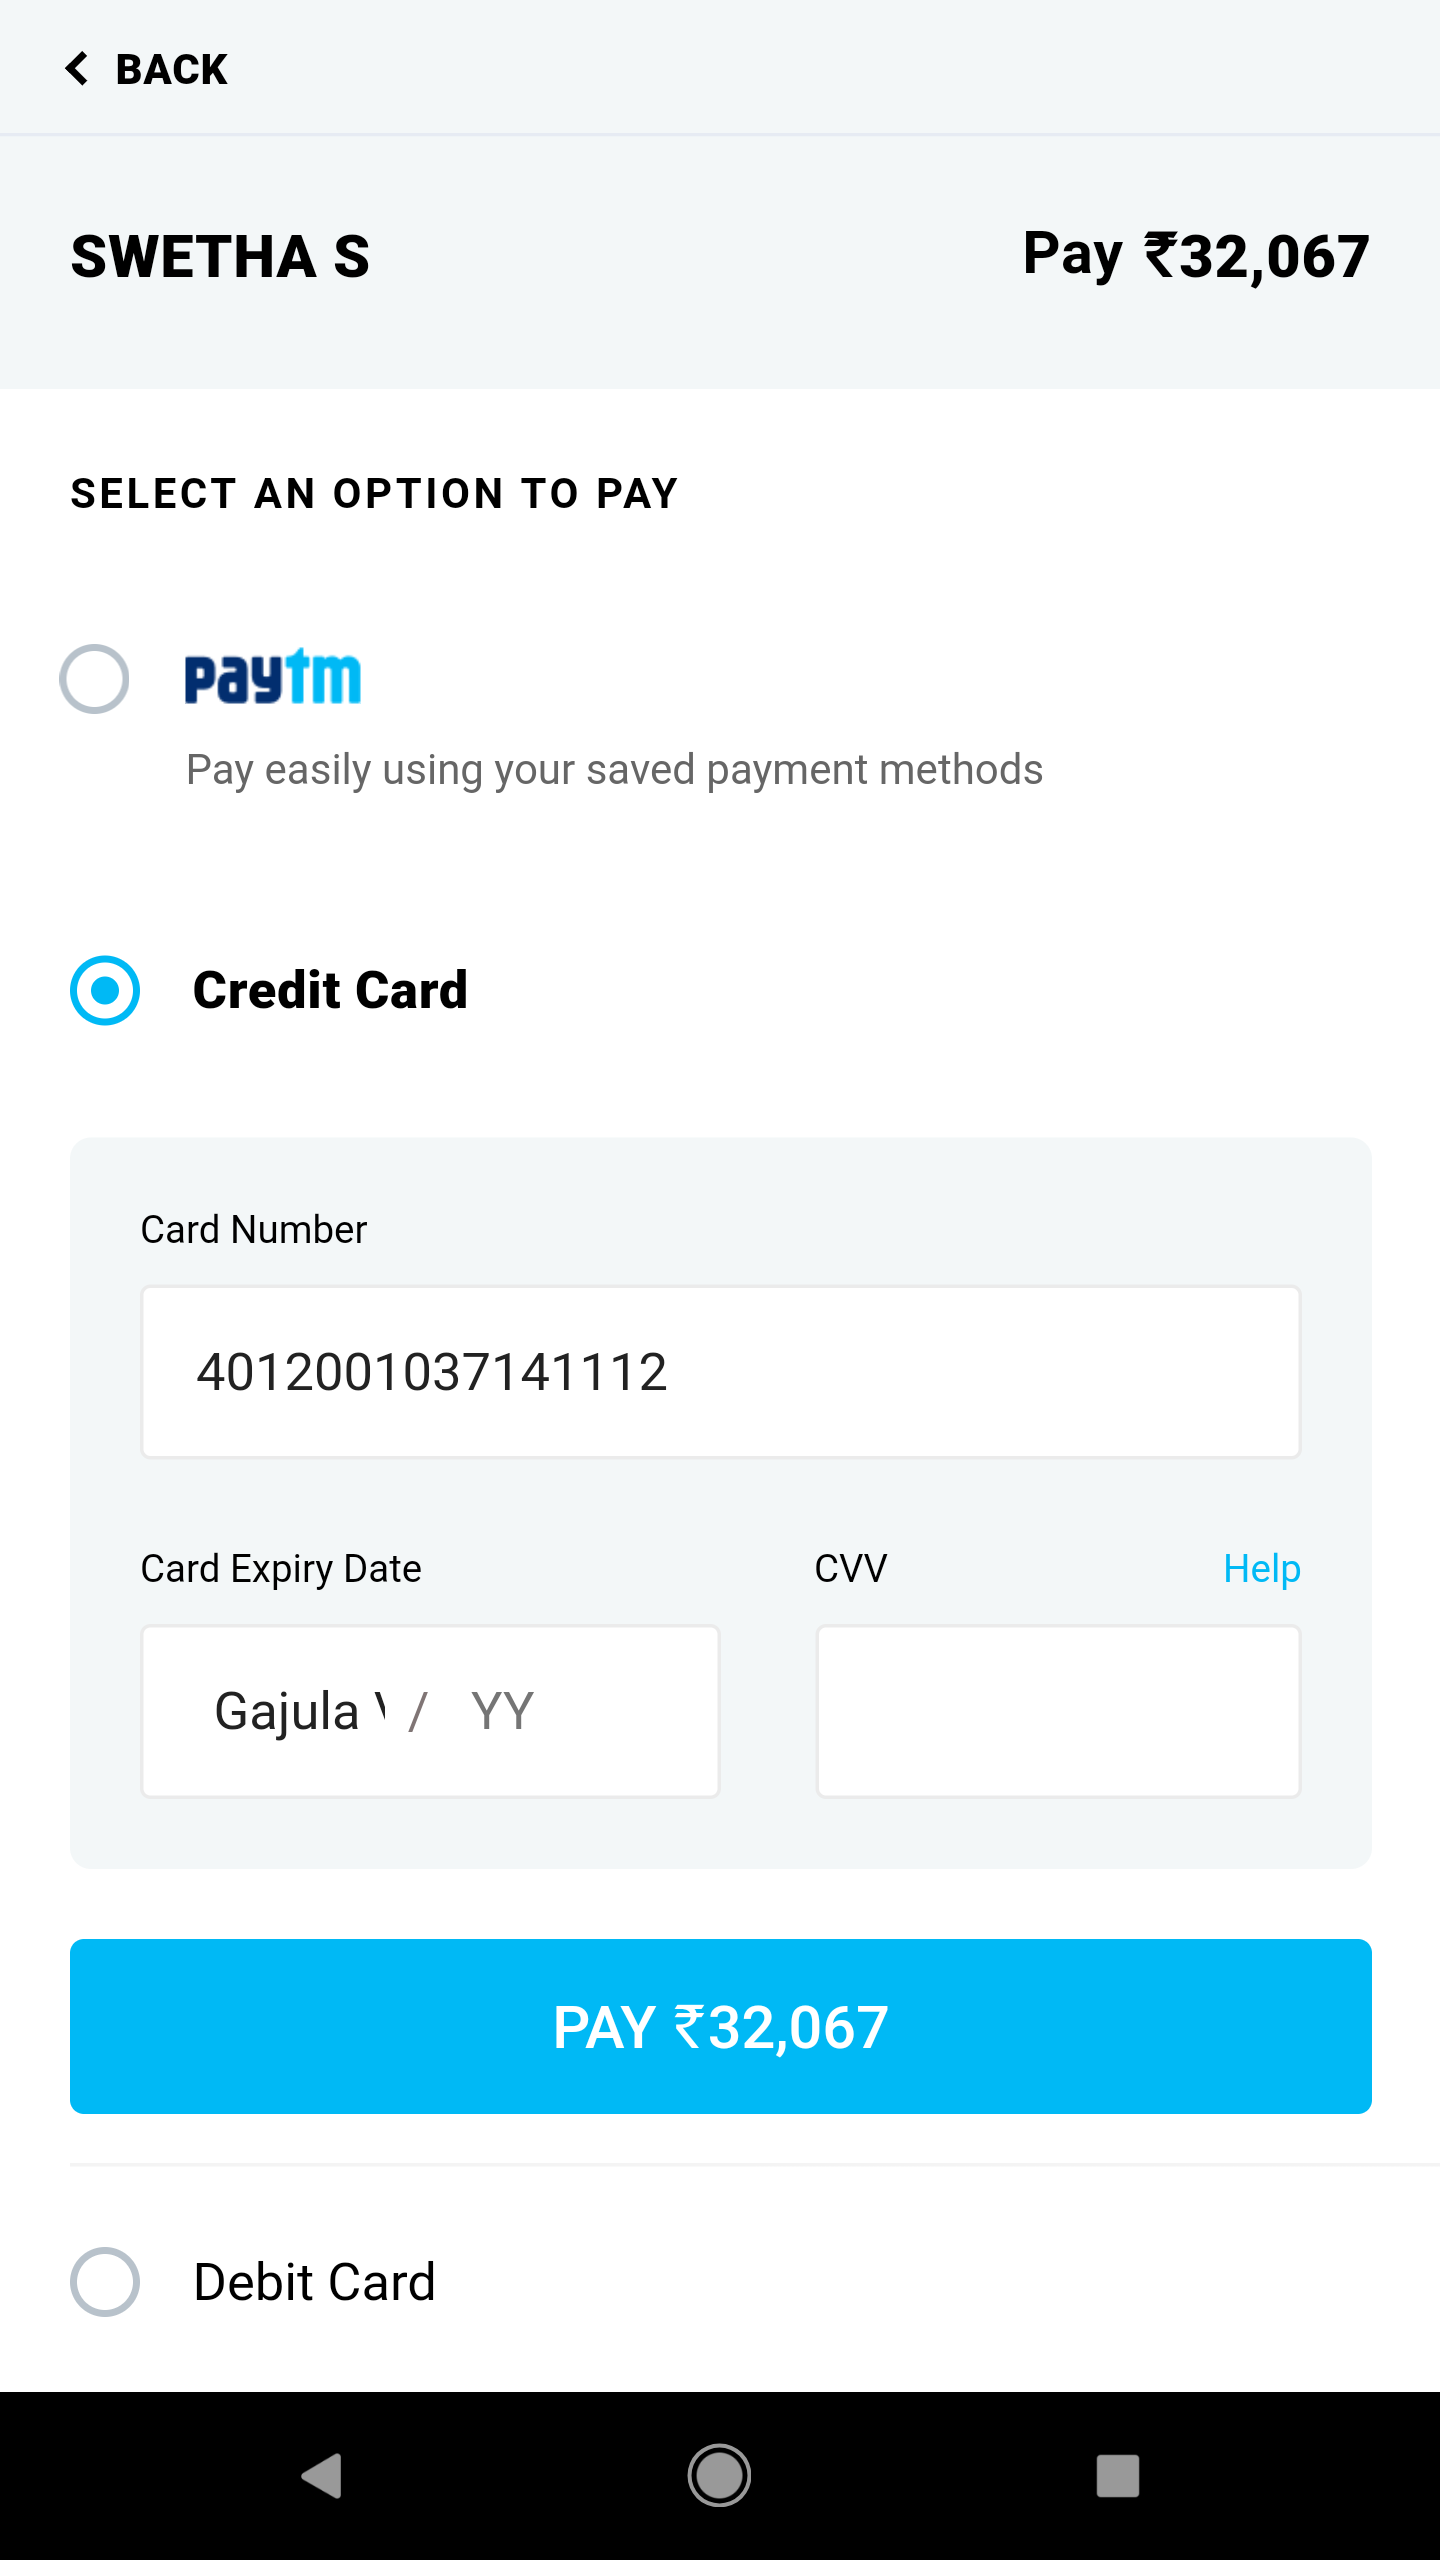 BACK
SWETHA S
Pay ₹32,067
SELECT AN OPTION TO PAY
paytm
Pay easily using your saved payment methods
Credit Card
Card Number
4012001037141112
Card Expiry Date
CVV
Help
Gajula / YY
PAY ₹32,067
Debit Card